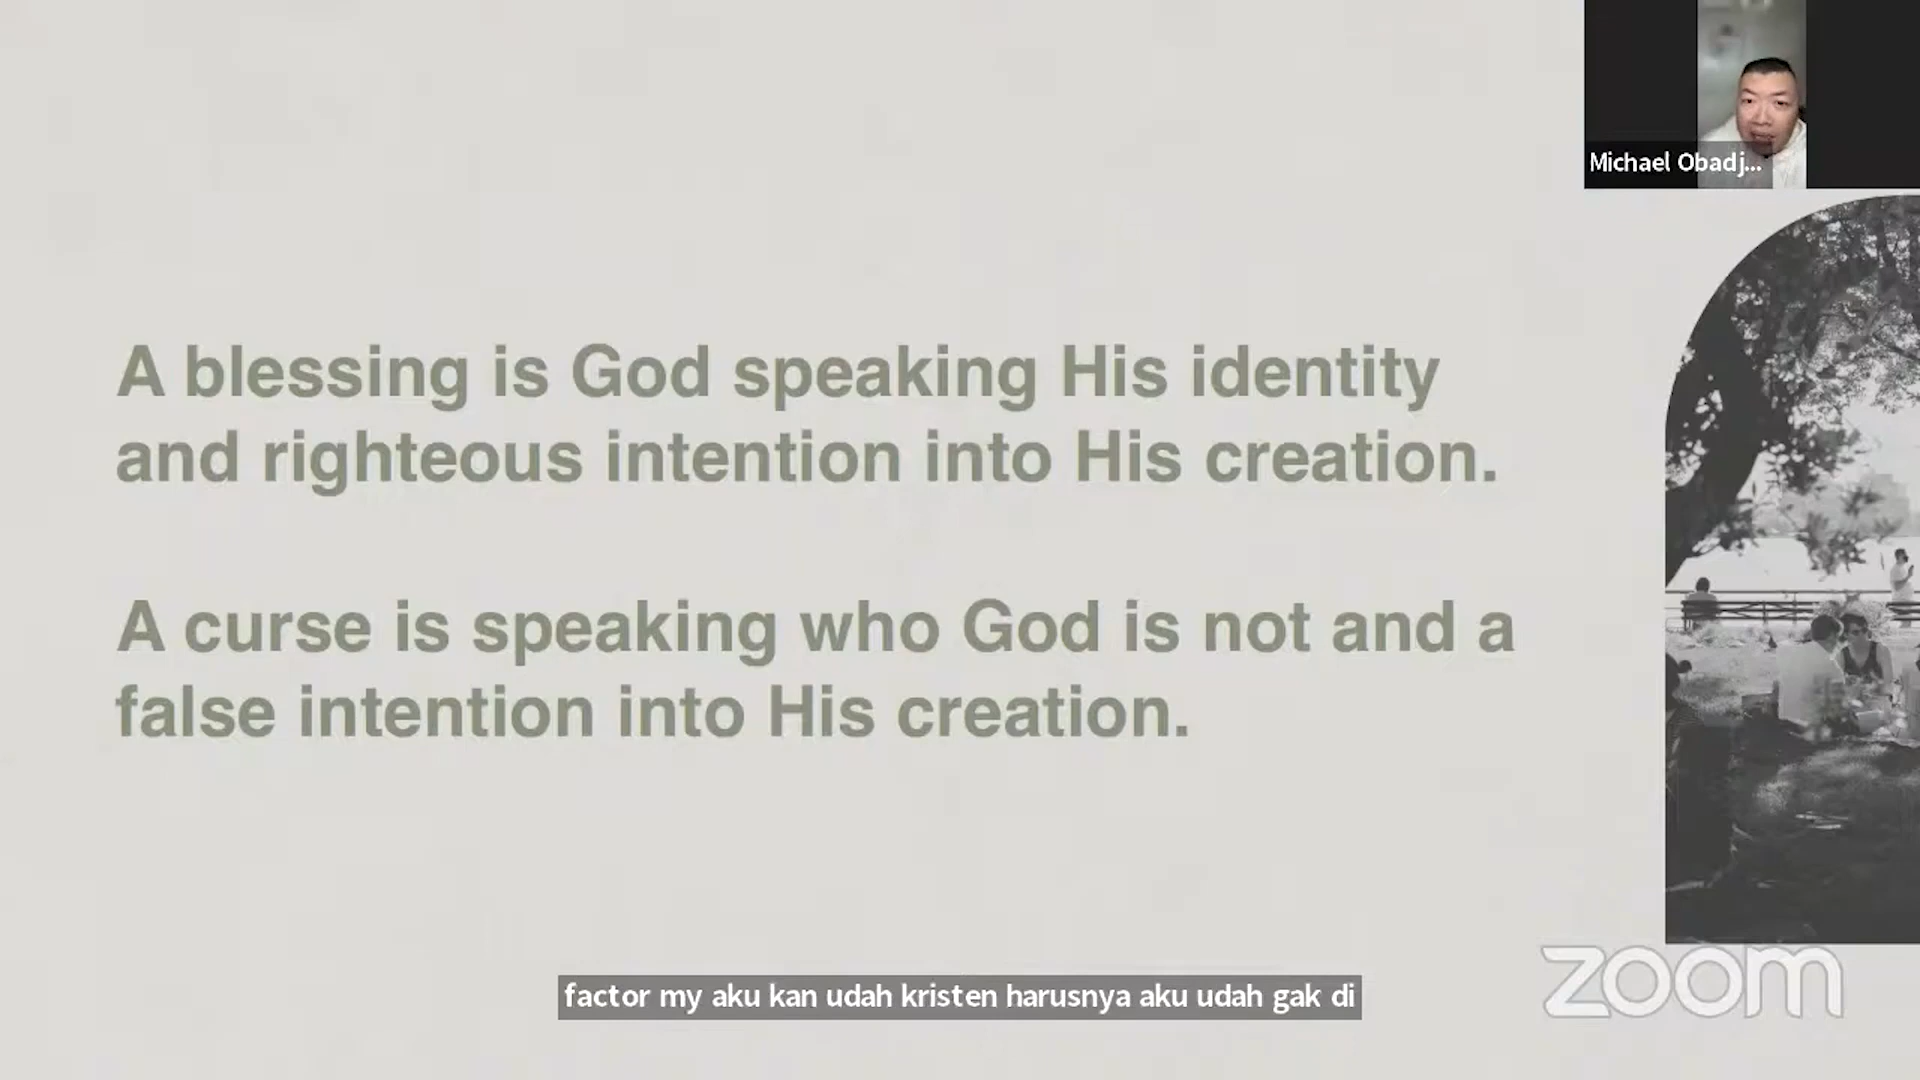 Michael Obadj...
A blessing is God speaking His identity
and righteous intention into His creation.
A curse is speaking who God is not and a
false intention into His creation.
factor my aku kan udah kristen harusnya aku udah gak di
zoom